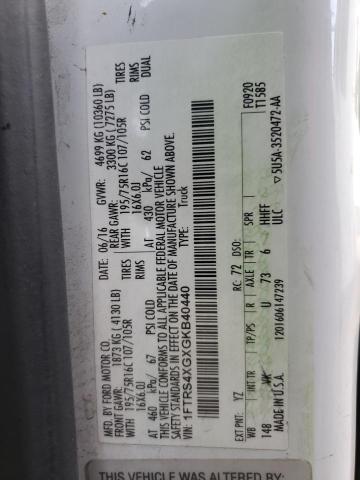 MFD. BY FORD MOTOR CO.
DATE: 06/16 GVWR: 4699 KG (10360 LB)
FRONT GAWR: 1873 KG (4130 LB)
REAR GAWR: 3300 KG (7275 LB)
WITH 195/75R16C 107/105R TIRES
WITH 195/75R16C 107/105R TIRES
16X6.0J RIMS
16X6.0J RIMS
AT 460 kPa/ 67 PSI COLD
AT 430 kPa/ 62 PSI COLD DUAL
THIS VEHICLE CONFORMS TO ALL APPLICABLE FEDERAL MOTOR VEHICLE
SAFETY STANDARDS IN EFFECT ON THE DATE OF MANUFACTURE SHOWN ABOVE.
VIN: 1FTRS4XGXGKB40440
TYPE: Truck
F0920
T1585
EXT PNT: YZ RC: 72 DSO:
WB INT TR TP/PS R AXLE TR SPR
148 U 73 6 HHFF
MADE IN U.S.A. ULC
1201606147239
▽5U5A-3520472-AA
THIS VEHICLE WAS ALTERED BY: